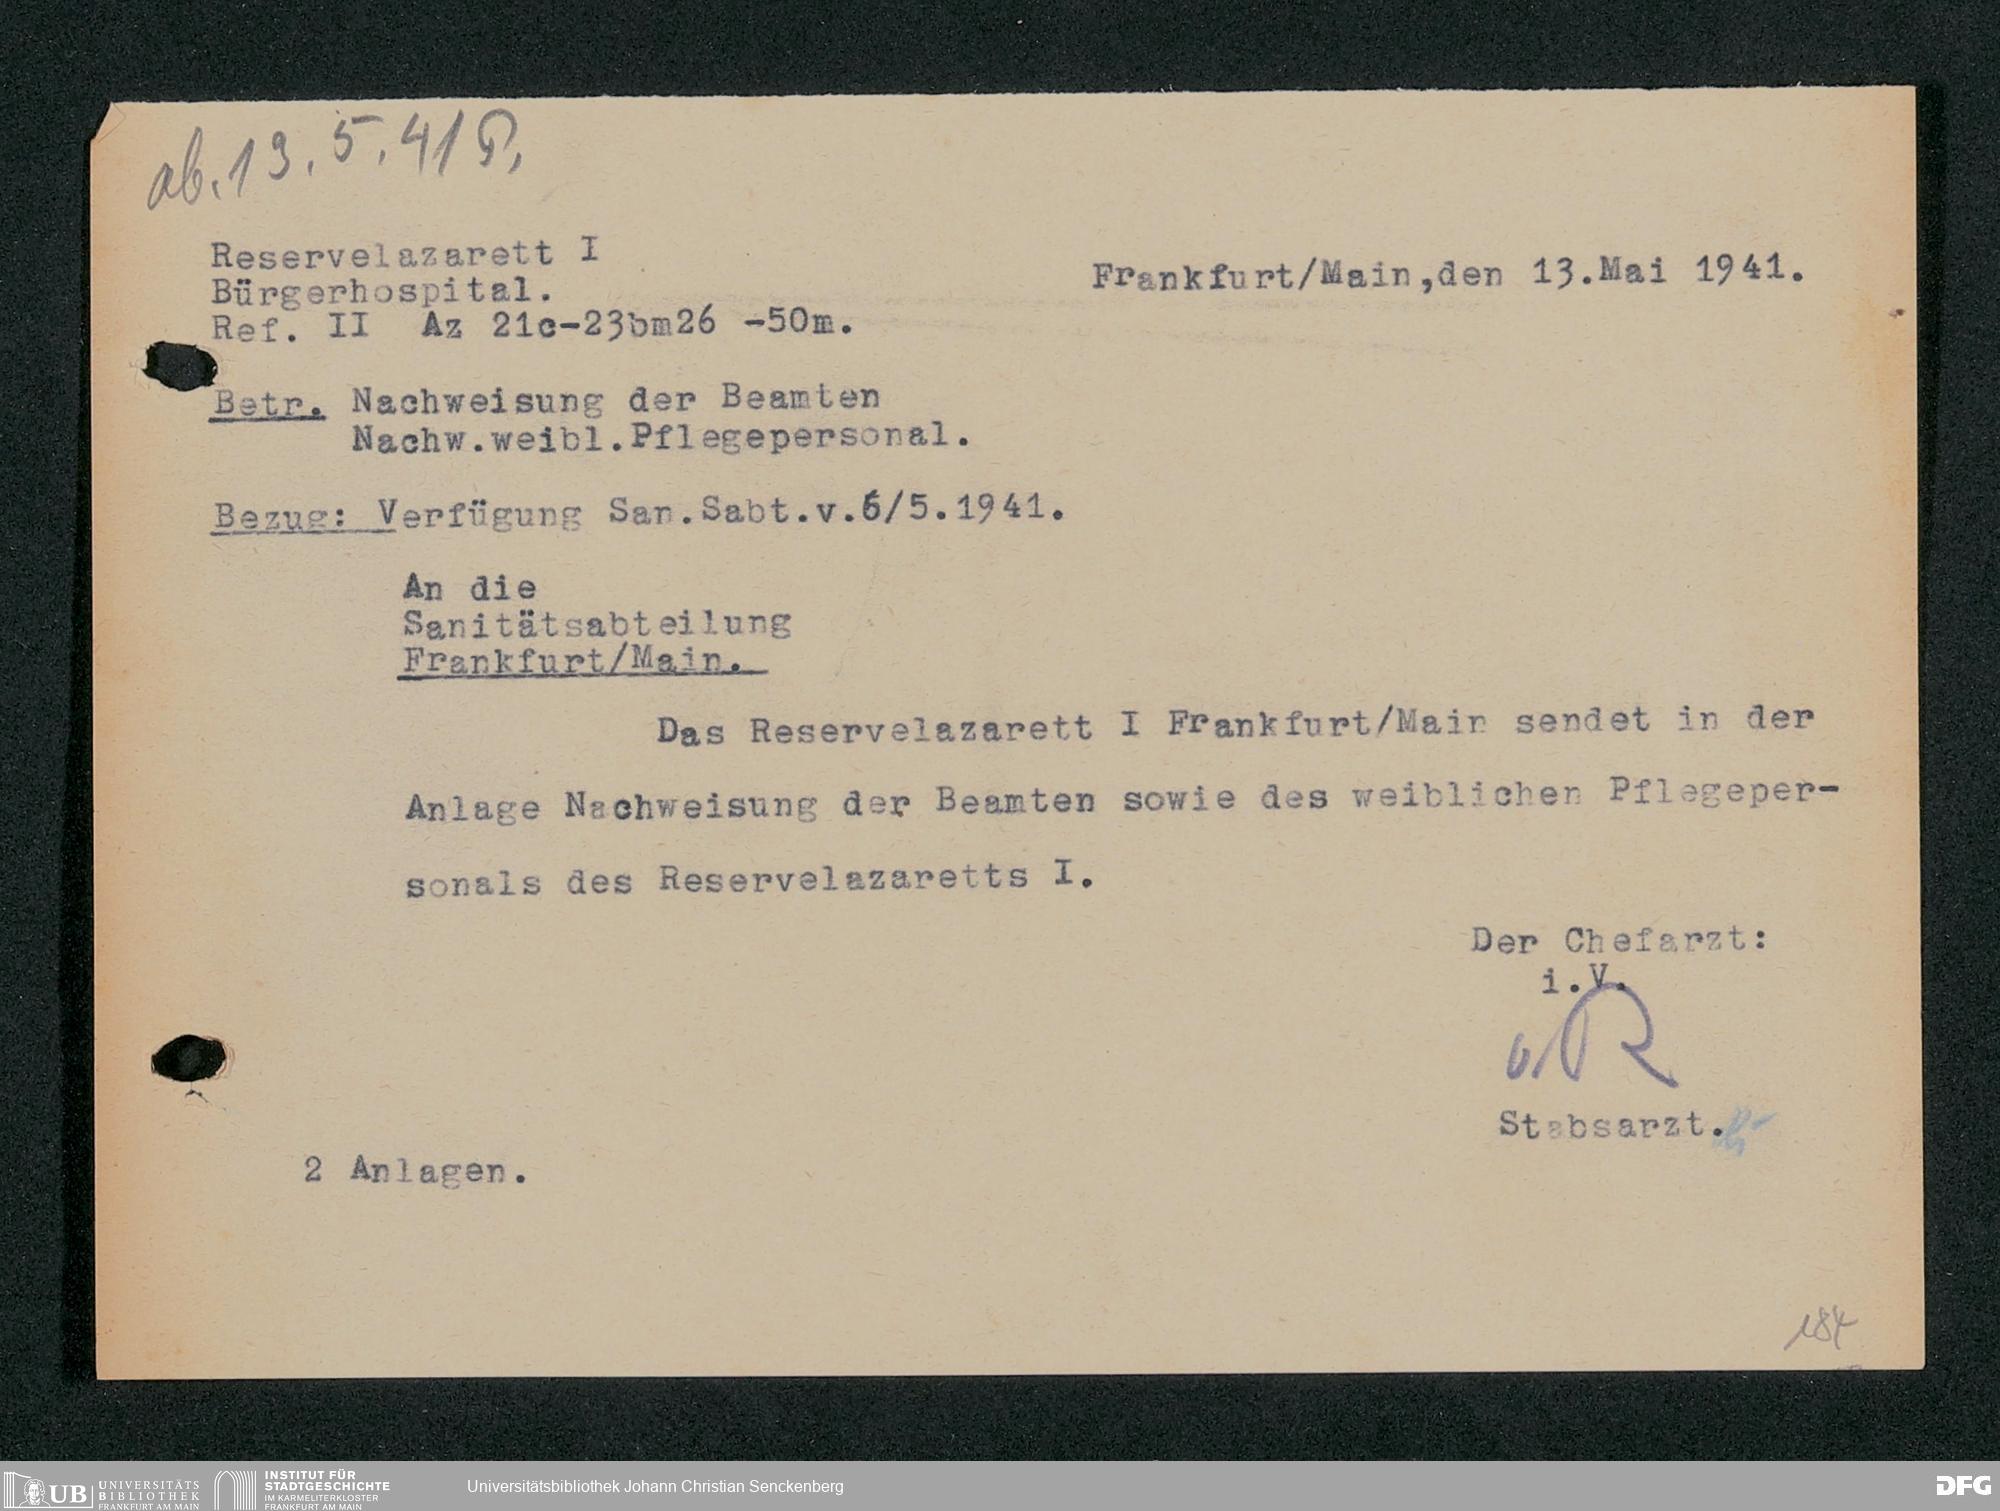 ab. 13. 5. 41
Reservelazarett I
Bürgerhospital.
Ref. II Az 21c-23bm26 -50m.
Frankfurt/Main,den 13.Mai 1941.
Betr. Nachweisung der Beamten
Nachw.weibl.Pflegepersonal.
Bezug: Verfügung San.Sabt.v.6/5.1941.
An die
Sanitätsabteilung
Frankfurt/Main.
Das Reservelazarett I Frankfurt/Main sendet in der
Anlage Nachweisung der Beamten sowie des weiblichen Pflegeper-
sonals des Reservelazaretts I.
Der Chefarzt:
i.V.
Stabsarzt.
2 Anlagen.
184
UB UNIVERSITÄTS
BIBLIOTHEK
FRANKFURT AM MAIN
INSTITUT FÜR
STADTGESCHICHTE
IM KARMELITERKLOSTER
FRANKFURT AM MAIN
Universitätsbibliothek Johann Christian Senckenberg
DFG